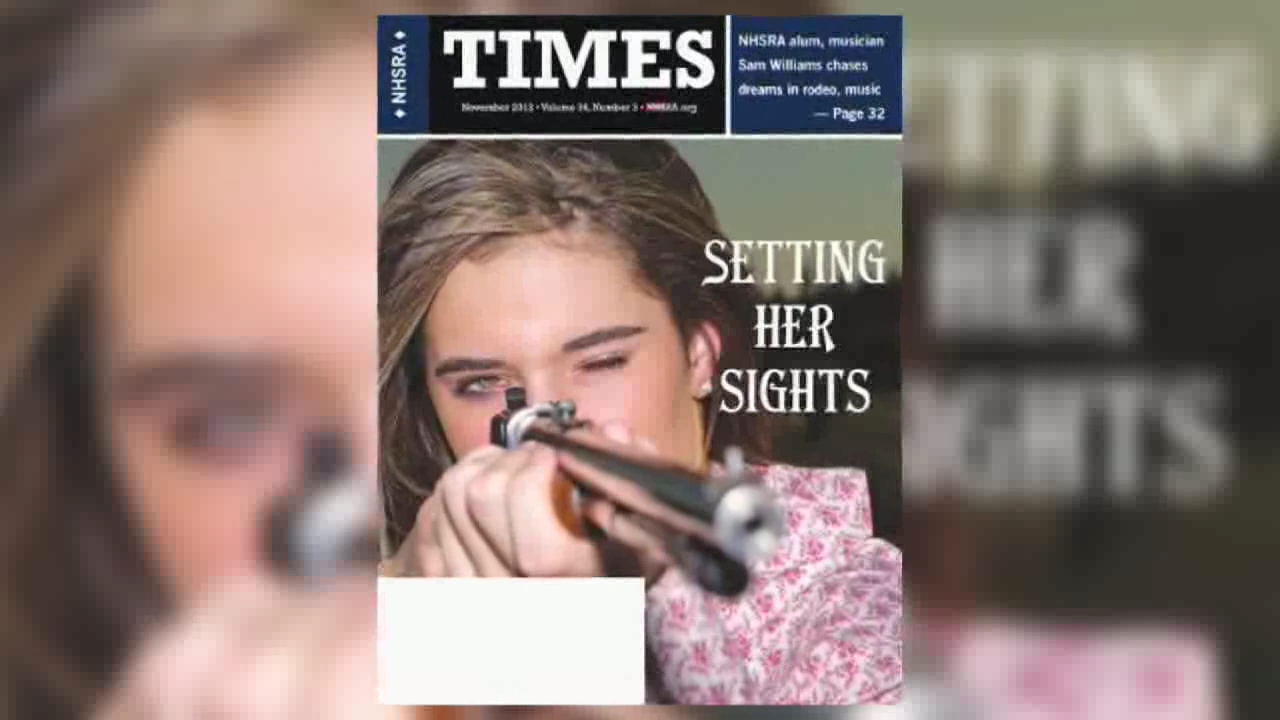 ◆ NHSRA ◆
TIMES
November 2012 • Volume 34, Number 3 • NHSRA.org
NHSRA alum, musician
Sam Williams chases
dreams in rodeo, music
— Page 32
SETTING
HER
SIGHTS